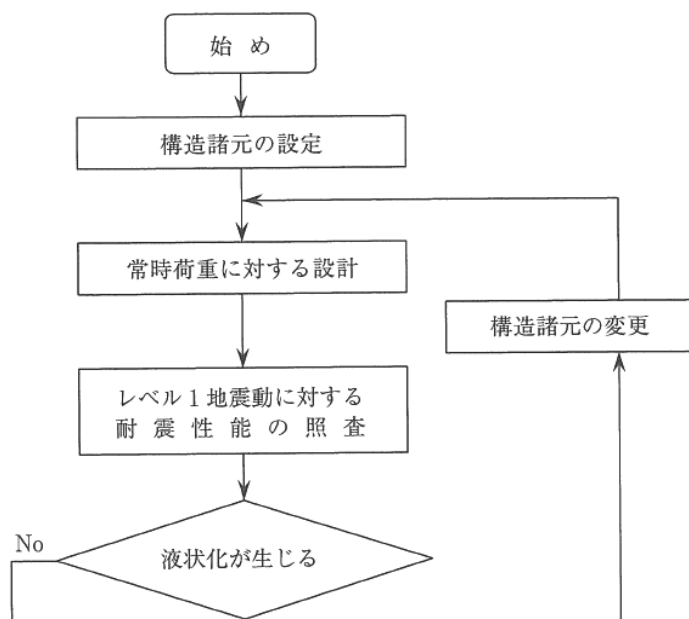 始め
構造諸元の設定
常時荷重に対する設計
構造諸元の変更
レベル1地震動に対する
耐震性能の照査
No
液状化が生じる